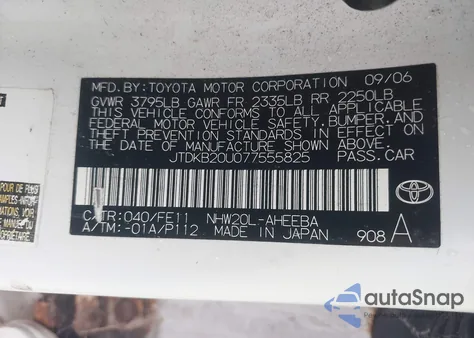 MFD. BY: TOYOTA MOTOR CORPORATION 09/06
GVWR 3795LB GAWR FR 2335LB RR 2250LB
THIS VEHICLE CONFORMS TO ALL APPLICABLE
FEDERAL MOTOR VEHICLE SAFETY, BUMPER, AND
THEFT PREVENTION STANDARDS IN EFFECT ON
THE DATE OF MANUFACTURE SHOWN ABOVE.
JTDKB20U077555825 PASS.CAR
TOYOTA
C/TR: 040/FE11 NHW20L-AHEEBA
A/TM: -01A/P112 MADE IN JAPAN 908 A
autoSnap